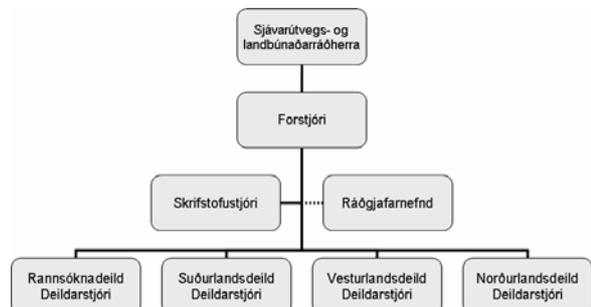 Sjávarútvegs- og
landbúnaðarráðherra
Forstjóri
Skrifstofustjóri
Ráðgjafarnefnd
Rannsóknadeild
Deildarstjóri
Suðurlandsdeild
Deildarstjóri
Vesturlandsdeild
Deildarstjóri
Norðurlandsdeild
Deildarstjóri